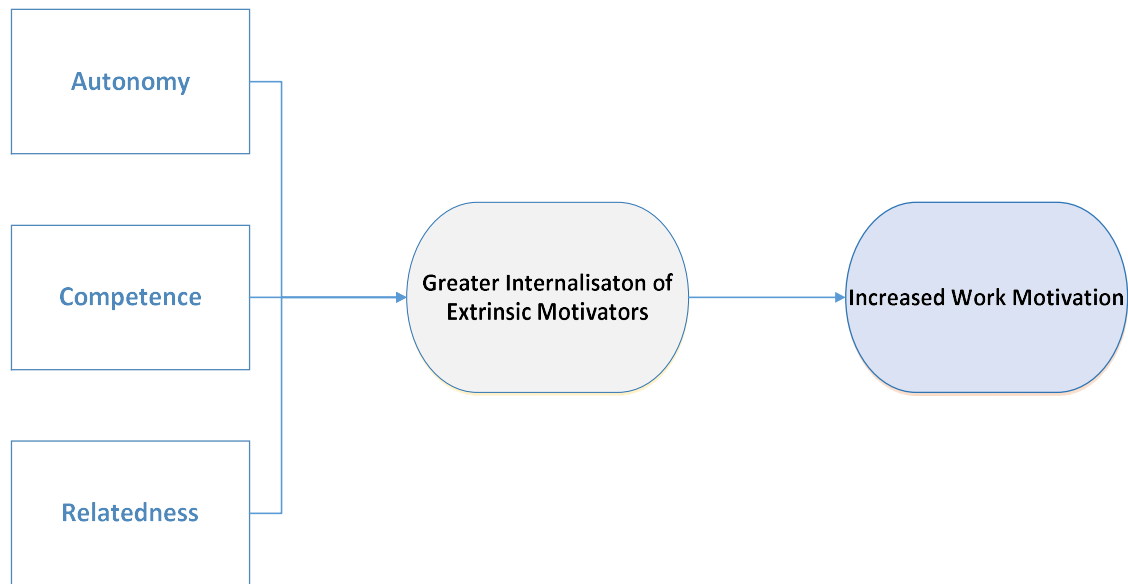 Autonomy
Competence
Relatedness
Greater Internalisaton of
Extrinsic Motivators
Increased Work Motivation